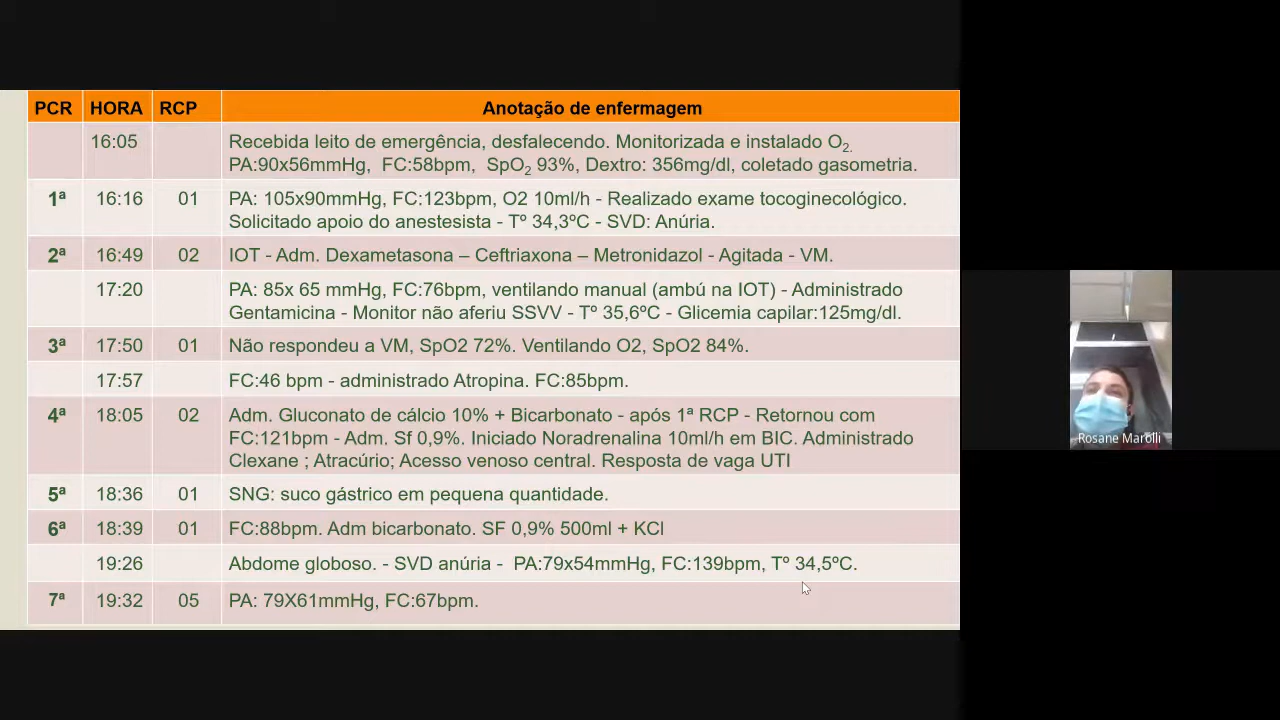 PCR HORA RCP Anotação de enfermagem
16:05 Recebida leito de emergência, desfalecendo. Monitorizada e instalado O2.
PA:90x56mmHg, FC:58bpm, SpO2 93%, Dextro: 356mg/dl, coletado gasometria.
1ª 16:16 01 PA: 105x90mmHg, FC:123bpm, O2 10ml/h - Realizado exame tocoginecológico.
Solicitado apoio do anestesista - Tº 34,3ºC - SVD: Anúria.
2ª 16:49 02 IOT - Adm. Dexametasona – Ceftriaxona – Metronidazol - Agitada - VM.
17:20 PA: 85x 65 mmHg, FC:76bpm, ventilando manual (ambú na IOT) - Administrado
Gentamicina - Monitor não aferiu SSVV - Tº 35,6ºC - Glicemia capilar:125mg/dl.
3ª 17:50 01 Não respondeu a VM, SpO2 72%. Ventilando O2, SpO2 84%.
17:57 FC:46 bpm - administrado Atropina. FC:85bpm.
4ª 18:05 02 Adm. Gluconato de cálcio 10% + Bicarbonato - após 1ª RCP - Retornou com
FC:121bpm - Adm. Sf 0,9%. Iniciado Noradrenalina 10ml/h em BIC. Administrado
Clexane ; Atracúrio; Acesso venoso central. Resposta de vaga UTI
5ª 18:36 01 SNG: suco gástrico em pequena quantidade.
6ª 18:39 01 FC:88bpm. Adm bicarbonato. SF 0,9% 500ml + KCl
19:26 Abdome globoso. - SVD anúria - PA:79x54mmHg, FC:139bpm, Tº 34,5ºC.
7ª 19:32 05 PA: 79X61mmHg, FC:67bpm.
Rosane Marolli